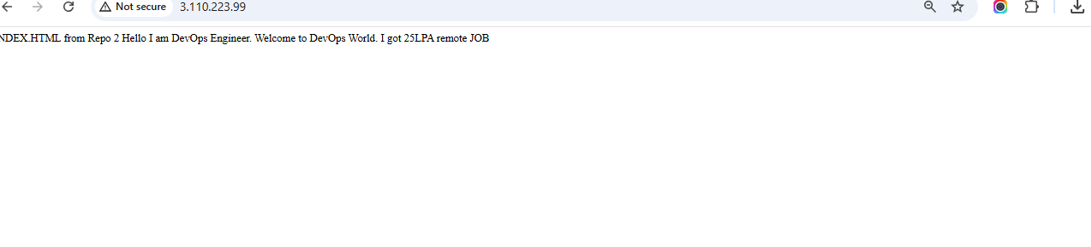 Not secure 3.110.223.99
NDEX.HTML from Repo 2 Hello I am DevOps Engineer. Welcome to DevOps World. I got 25LPA remote JOB